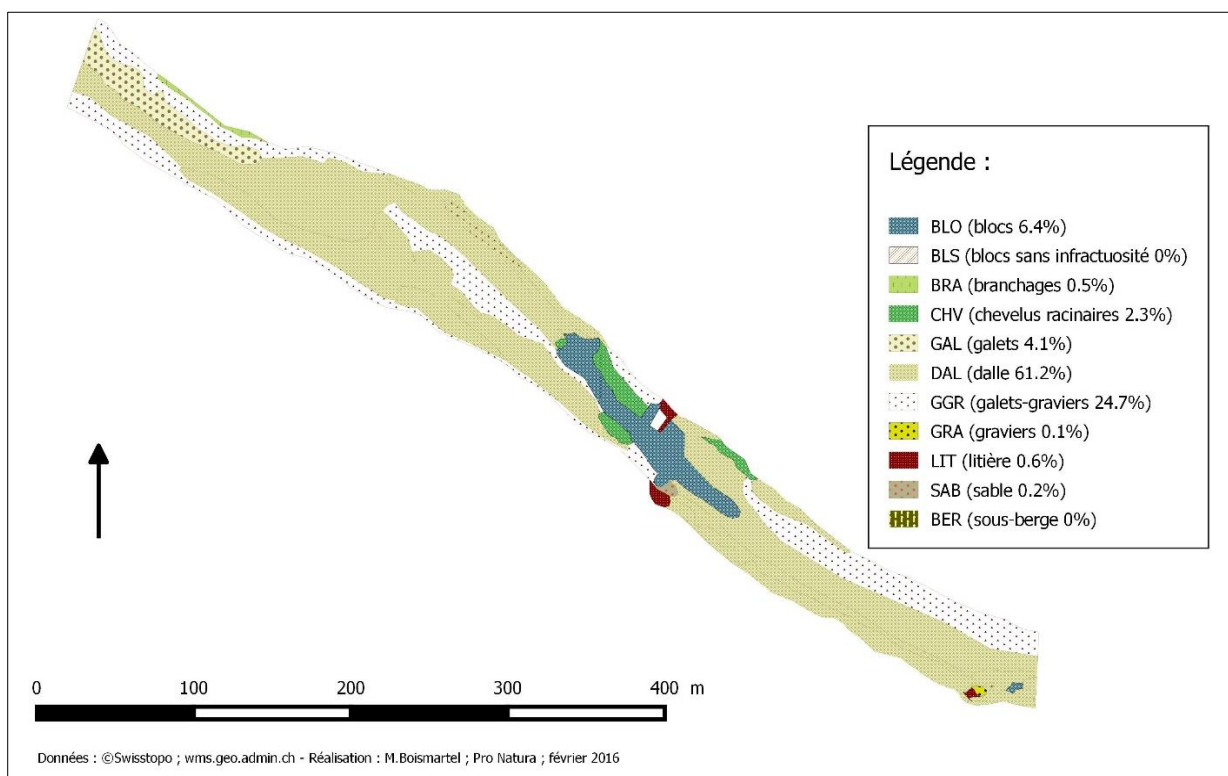 Légende :
BLO (blocs 6.4%)
BLS (blocs sans infractuosité 0%)
BRA (branchages 0.5%)
CHV (chevelus racinaires 2.3%)
GAL (galets 4.1%)
DAL (dalle 61.2%)
GGR (galets-graviers 24.7%)
GRA (graviers 0.1%)
LIT (litière 0.6%)
SAB (sable 0.2%)
BER (sous-berge 0%)
0 100 200 300 400 m
Données : ©Swisstopo ; wms.geo.admin.ch - Réalisation : M.Boismartel ; Pro Natura ; février 2016